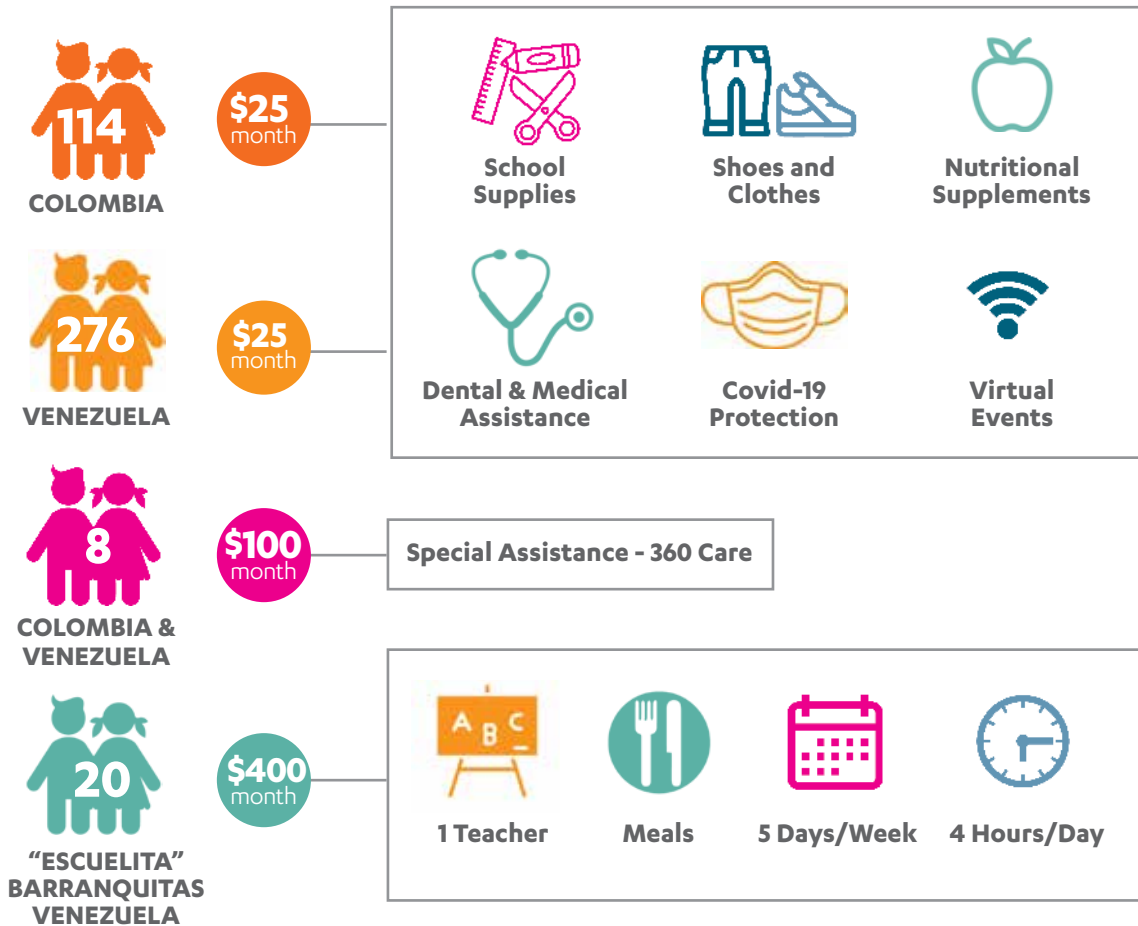 114
COLOMBIA
$25
month
School
Supplies
Shoes and
Clothes
Nutritional
Supplements
276
VENEZUELA
$25
month
Dental & Medical
Assistance
Covid-19
Protection
Virtual
Events
8
COLOMBIA &
VENEZUELA
$100
month
Special Assistance - 360 Care
20
"ESCUELITA"
BARRANQUITAS
VENEZUELA
$400
month
A B C
1 Teacher
Meals
5 Days/Week
4 Hours/Day